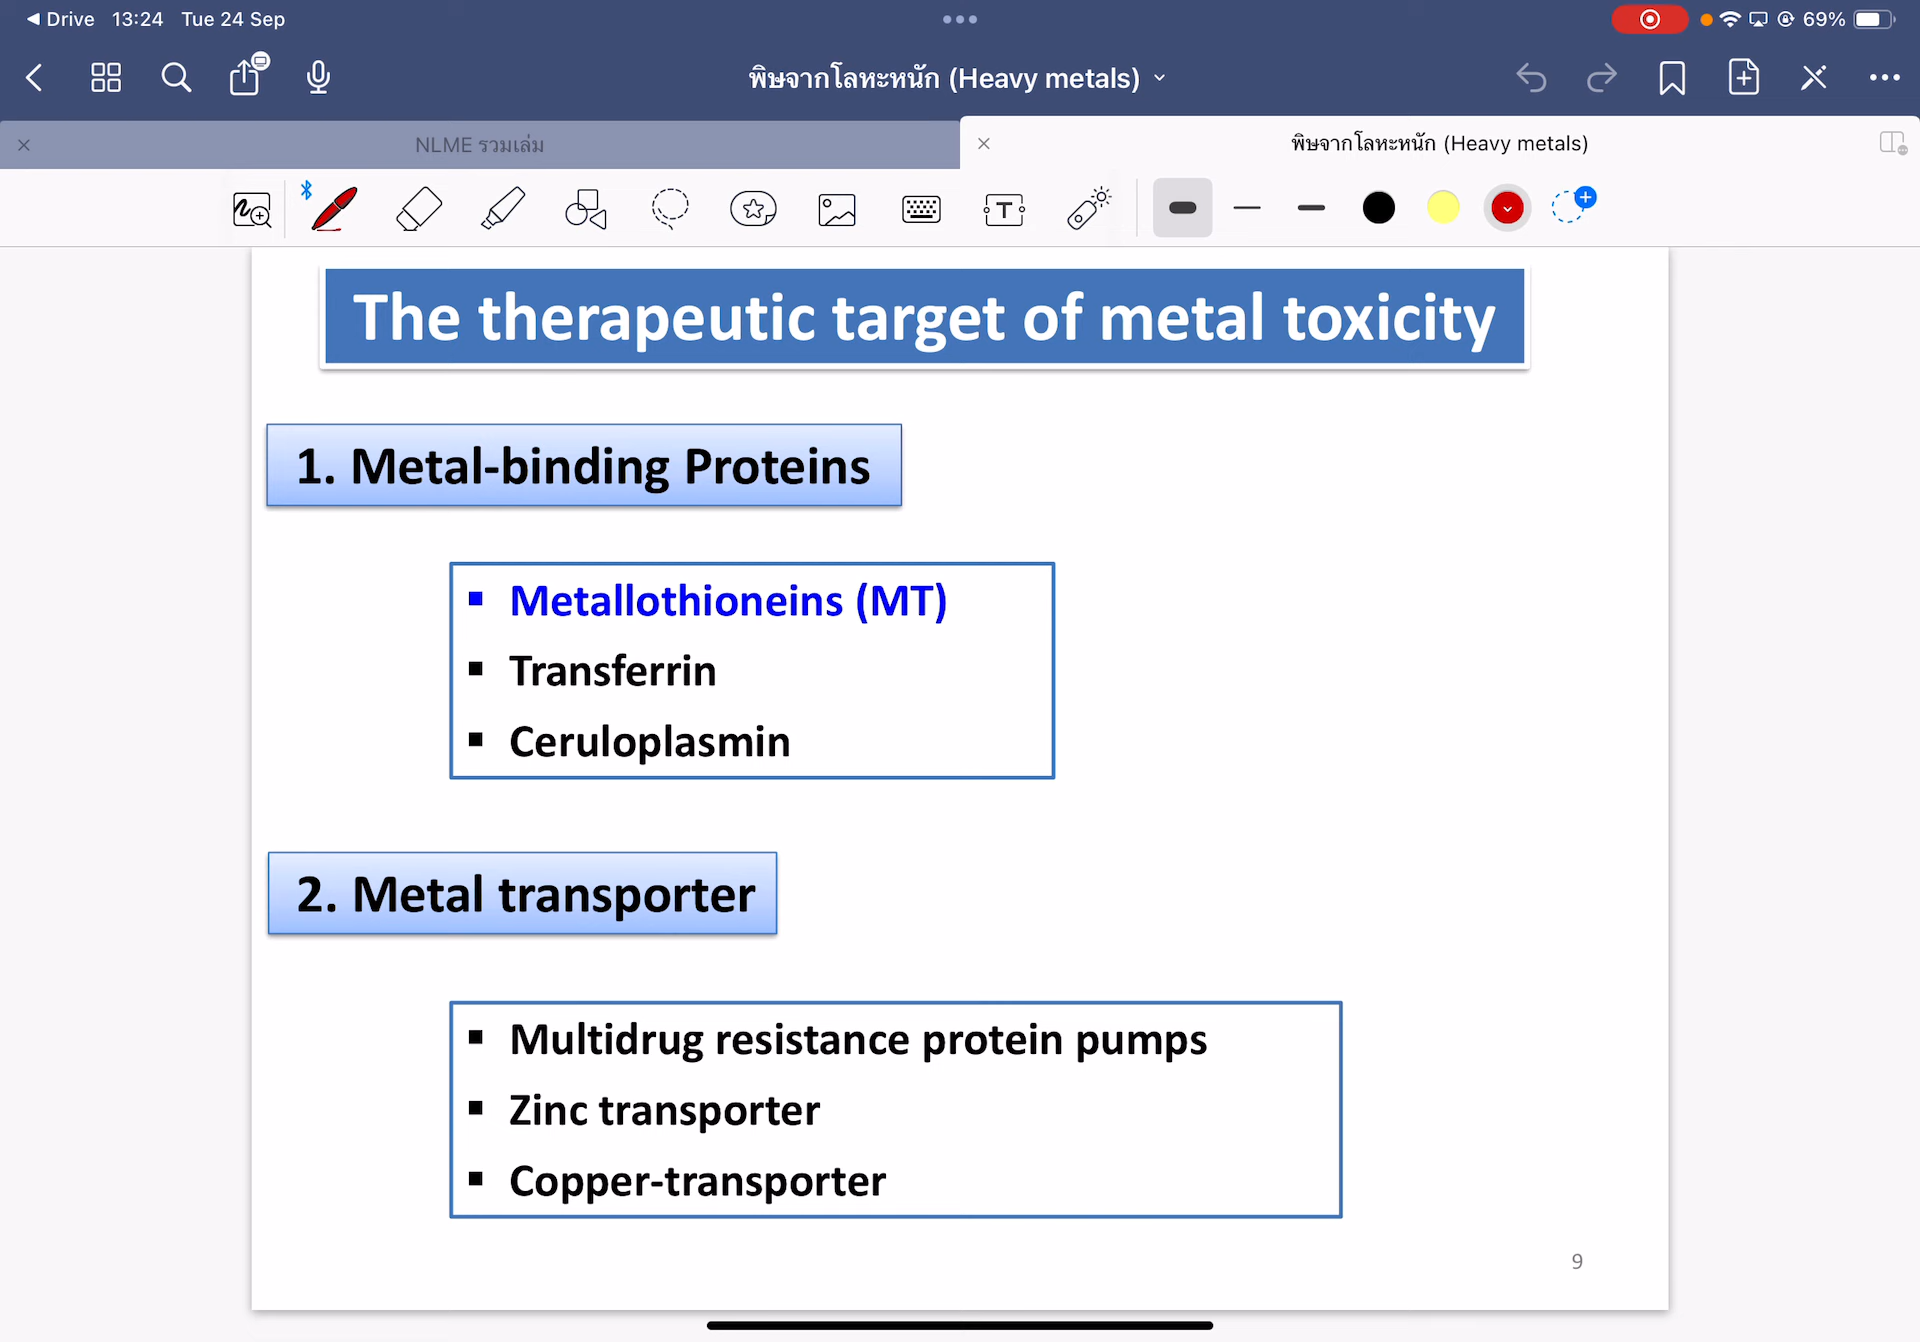 Drive 13:24 Tue 24 Sep
69%
พิษจากโลหะหนัก (Heavy metals)
NLME รวมเล่ม
พิษจากโลหะหนัก (Heavy metals)
T
The therapeutic target of metal toxicity
1. Metal-binding Proteins
▪ Metallothioneins (MT)
▪ Transferrin
▪ Ceruloplasmin
2. Metal transporter
▪ Multidrug resistance protein pumps
▪ Zinc transporter
▪ Copper-transporter
9